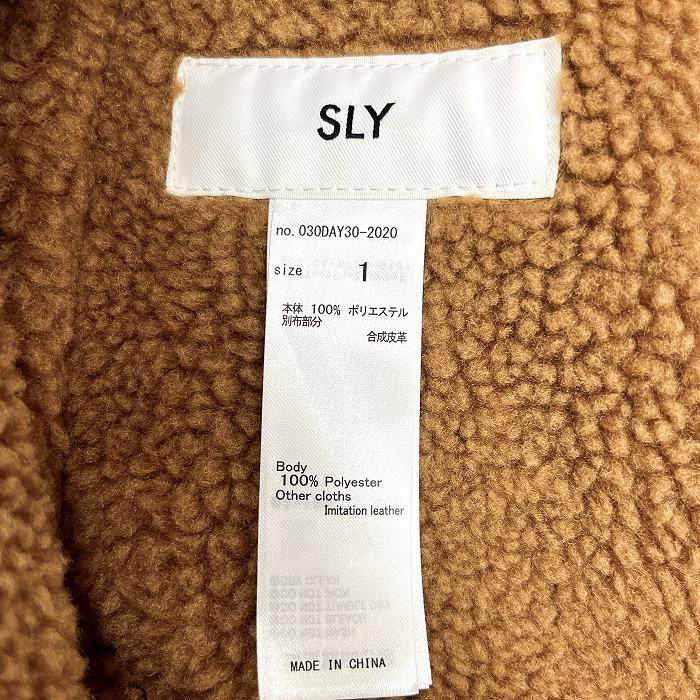 SLY
no. 030DAY30-2020
size 1
本体 100% ポリエステル
別布部分
合成皮革
Body
100% Polyester
Other cloths
Imitation leather
MADE IN CHINA